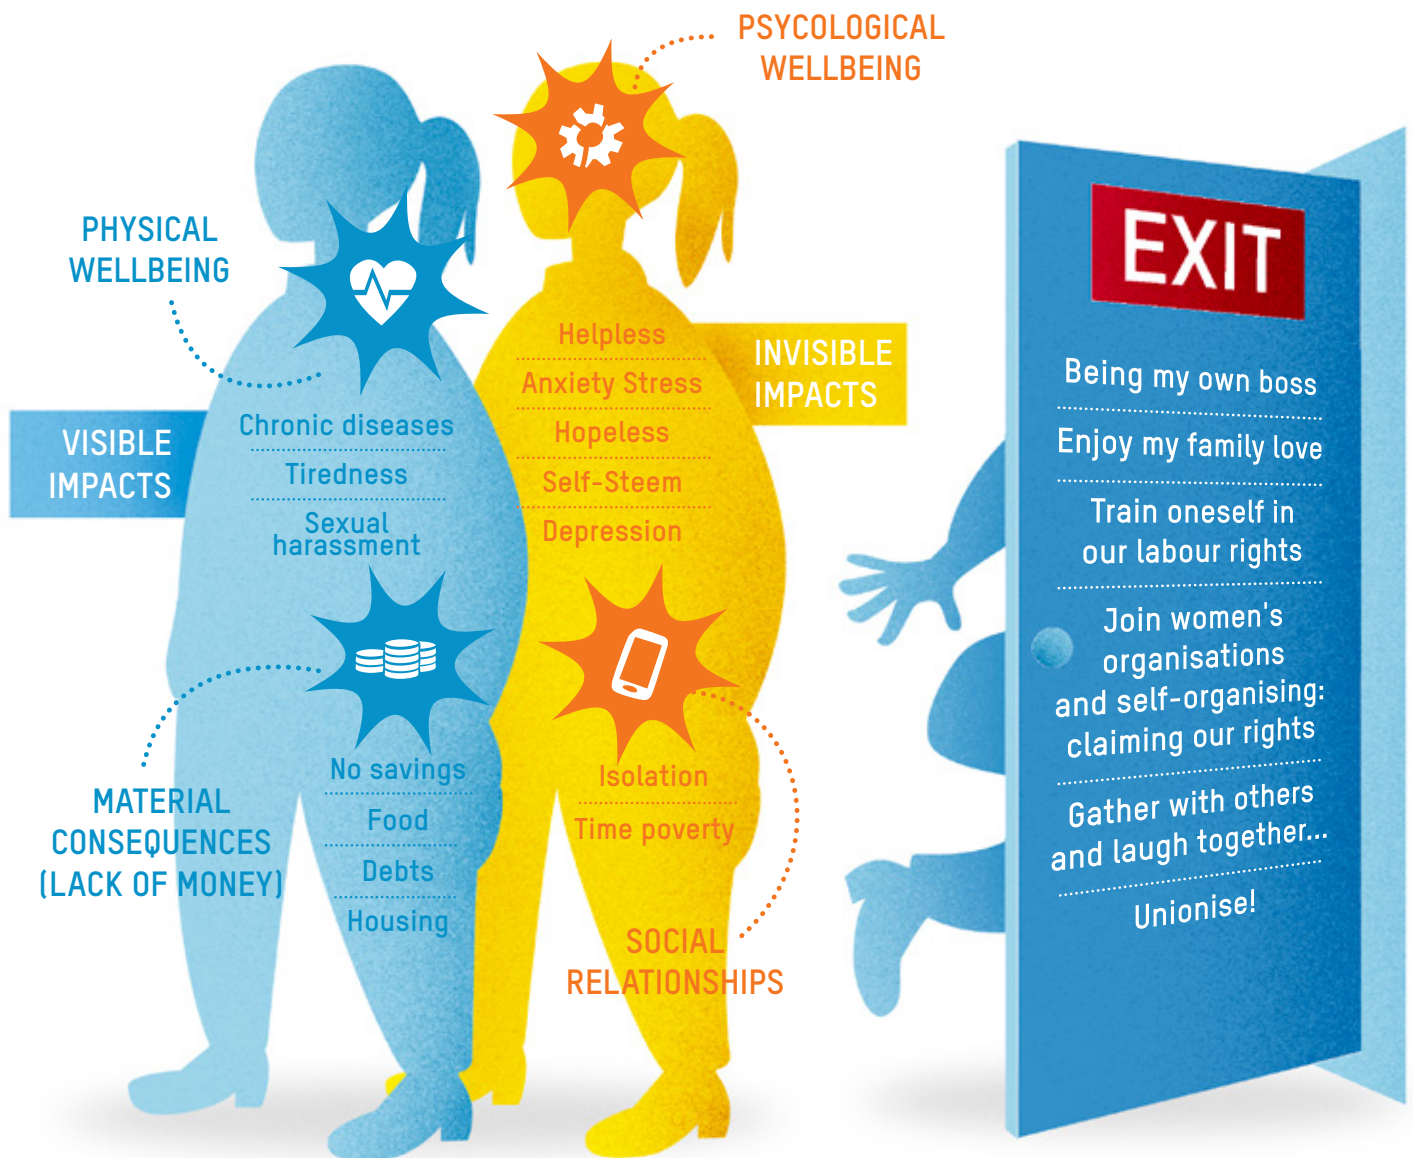 PSYCOLOGICAL
WELLBEING
PHYSICAL
WELLBEING
VISIBLE
IMPACTS
Chronic diseases
Tiredness
Sexual
harassment
MATERIAL
CONSEQUENCES
(LACK OF MONEY)
No savings
Food
Debts
Housing
INVISIBLE
IMPACTS
Helpless
Anxiety Stress
Hopeless
Self-Steem
Depression
Isolation
Time poverty
SOCIAL
RELATIONSHIPS
EXIT
Being my own boss
Enjoy my family love
Train oneself in
our labour rights
Join women's
organisations
and self-organising:
claiming our rights
Gather with others
and laugh together...
Unionise!